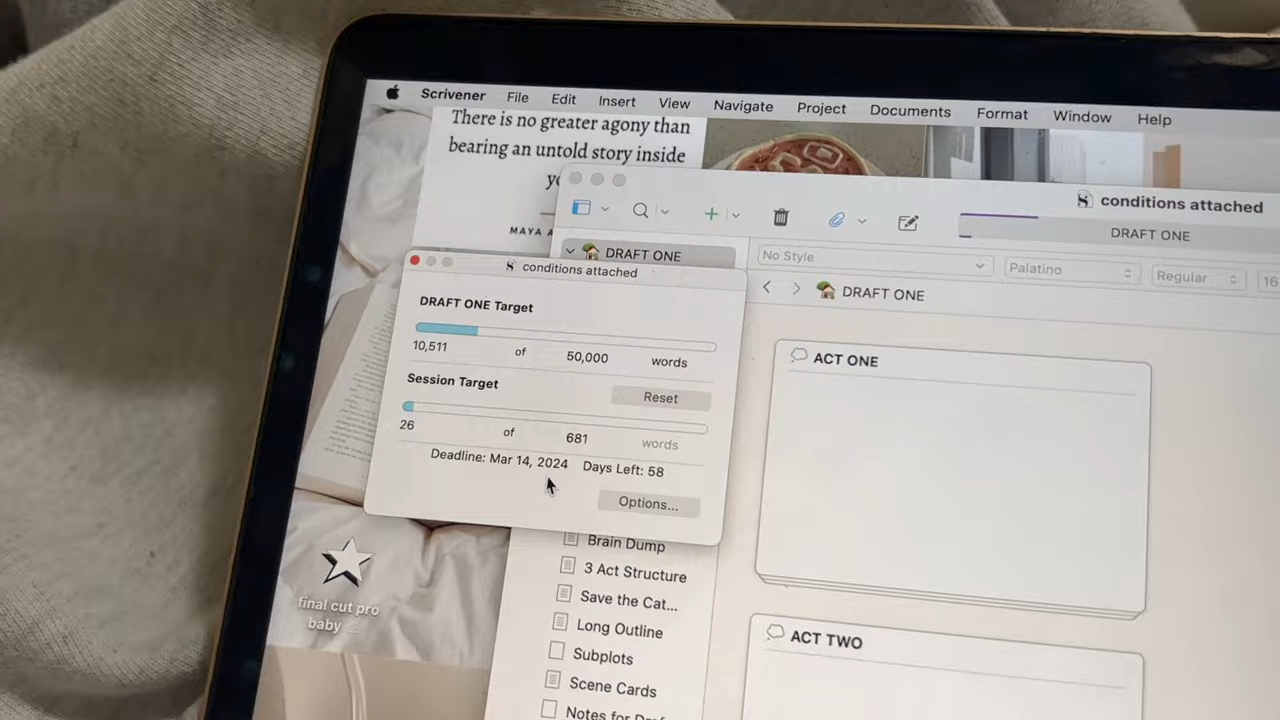 Scrivener File Edit Insert View Navigate Project Documents Format Window Help
There is no greater agony than
bearing an untold story inside
MAYA
conditions attached
DRAFT ONE
DRAFT ONE
No Style Palatino Regular 16
DRAFT ONE
conditions attached
DRAFT ONE Target
10,511 of 50,000 words
Session Target
Reset
26 of 681 words
Deadline: Mar 14, 2024 Days Left: 58
Options...
ACT ONE
Brain Dump
3 Act Structure
Save the Cat...
Long Outline
Subplots
Scene Cards
Notes for
ACT TWO
final cut pro
baby